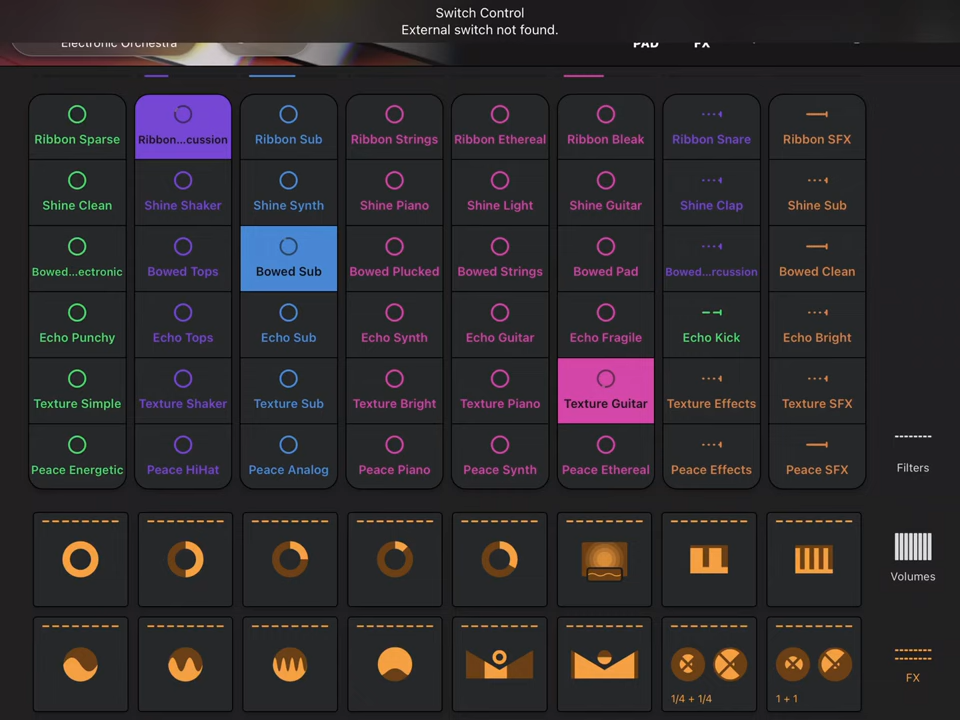 Switch Control
External switch not found.
Electronic Orchestra
PAD FX
Ribbon Sparse Ribbon...cussion Ribbon Sub Ribbon Strings Ribbon Ethereal Ribbon Bleak Ribbon Snare Ribbon SFX
Shine Clean Shine Shaker Shine Synth Shine Piano Shine Light Shine Guitar Shine Clap Shine Sub
Bowed...ectronic Bowed Tops Bowed Sub Bowed Plucked Bowed Strings Bowed Pad Bowed...rcussion Bowed Clean
Echo Punchy Echo Tops Echo Sub Echo Synth Echo Guitar Echo Fragile Echo Kick Echo Bright
Texture Simple Texture Shaker Texture Sub Texture Bright Texture Piano Texture Guitar Texture Effects Texture SFX
Peace Energetic Peace HiHat Peace Analog Peace Piano Peace Synth Peace Ethereal Peace Effects Peace SFX
Filters
Volumes
FX
1/4 + 1/4 1 + 1